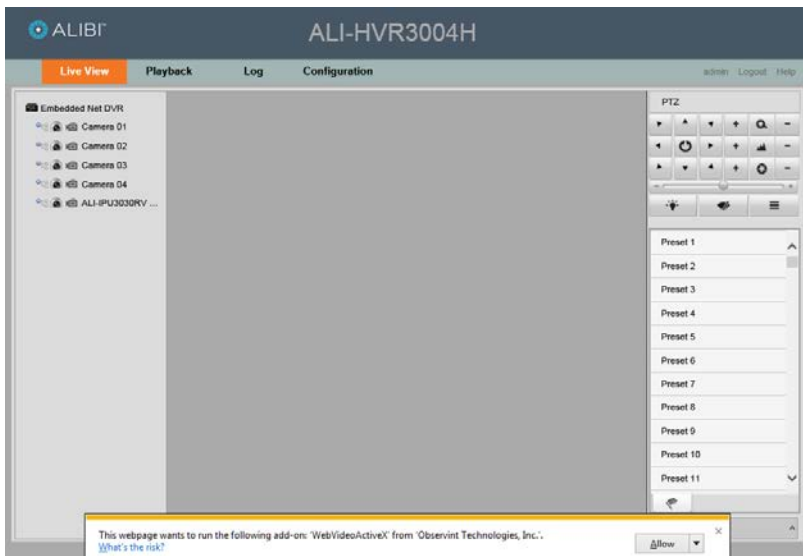 ALIBI™
ALI-HVR3004H
Live View Playback Log Configuration admin Logout Help
Embedded Net DVR
Camera 01
Camera 02
Camera 03
Camera 04
ALI-IPU3030RV ...
PTZ
Preset 1
Preset 2
Preset 3
Preset 4
Preset 5
Preset 6
Preset 7
Preset 8
Preset 9
Preset 10
Preset 11
This webpage wants to run the following add-on: 'WebVideoActiveX' from 'Observint Technologies, Inc.'.
What's the risk?
Allow